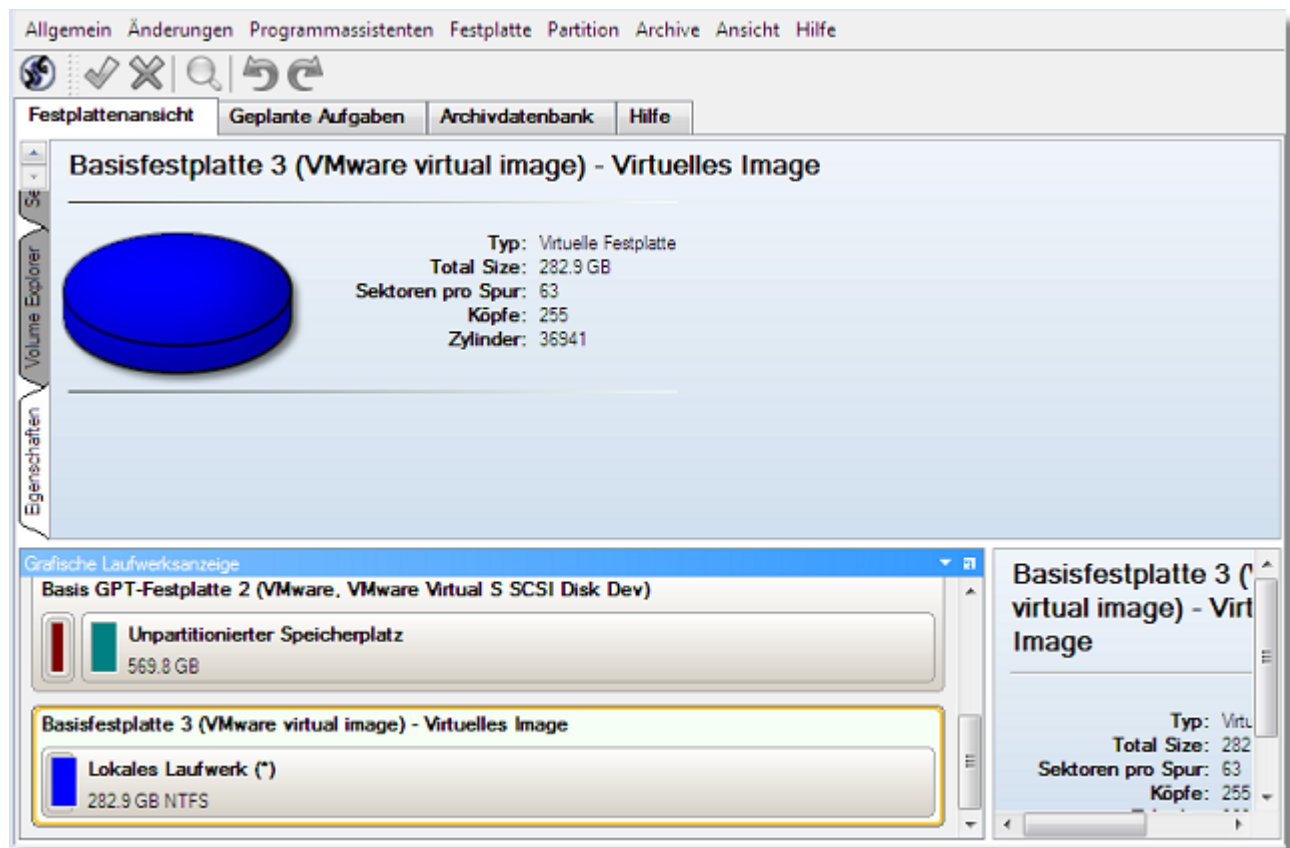 Allgemein Änderungen Programmassistenten Festplatte Partition Archive Ansicht Hilfe
Festplattenansicht Geplante Aufgaben Archivdatenbank Hilfe
Basisfestplatte 3 (VMware virtual image) - Virtuelles Image
Se
Volume Explorer
Eigenschaften
Typ: Virtuelle Festplatte
Total Size: 282.9 GB
Sektoren pro Spur: 63
Köpfe: 255
Zylinder: 36941
Grafische Laufwerksanzeige
Basis GPT-Festplatte 2 (VMware, VMware Virtual S SCSI Disk Dev)
Unpartitionierter Speicherplatz
569.8 GB
Basisfestplatte 3 (VMware virtual image) - Virtuelles Image
Lokales Laufwerk (*)
282.9 GB NTFS
Basisfestplatte 3 (
virtual image) - Virt
Image
Typ: Virtu
Total Size: 282
Sektoren pro Spur: 63
Köpfe: 255